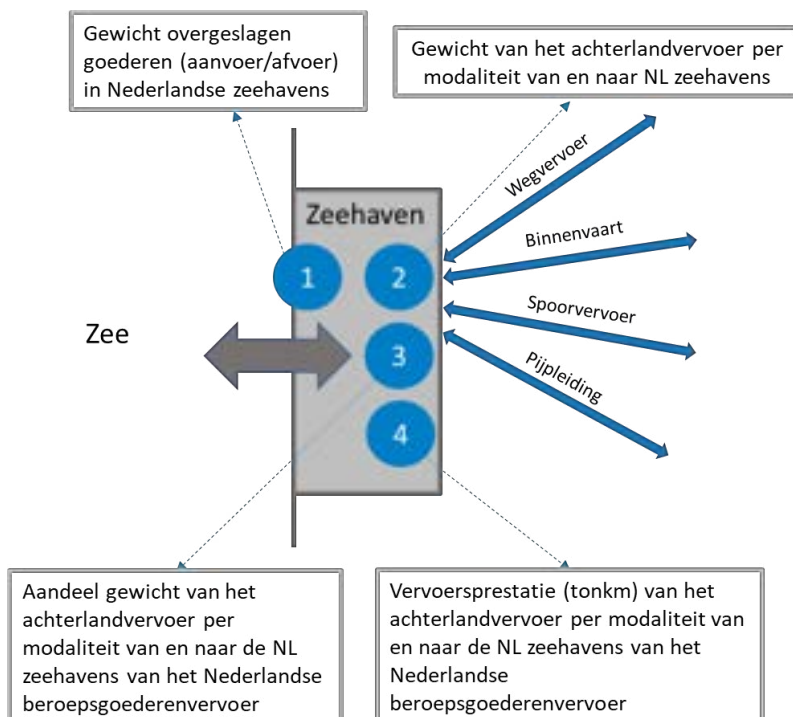 Gewicht overgeslagen
goederen (aanvoer/afvoer)
in Nederlandse zeehavens
Gewicht van het achterlandvervoer per
modaliteit van en naar NL zeehavens
Wegvervoer
Zeehaven
Binnenvaart
1
2
Spoorvervoer
Zee
3
Pijpleiding
4
Aandeel gewicht van het
achterlandvervoer per
modaliteit van en naar de NL
zeehavens van het Nederlandse
beroepsgoederenvervoer
Vervoersprestatie (tonkm) van het
achterlandvervoer per modaliteit van
en naar de NL zeehavens van het
Nederlandse
beroepsgoederenvervoer